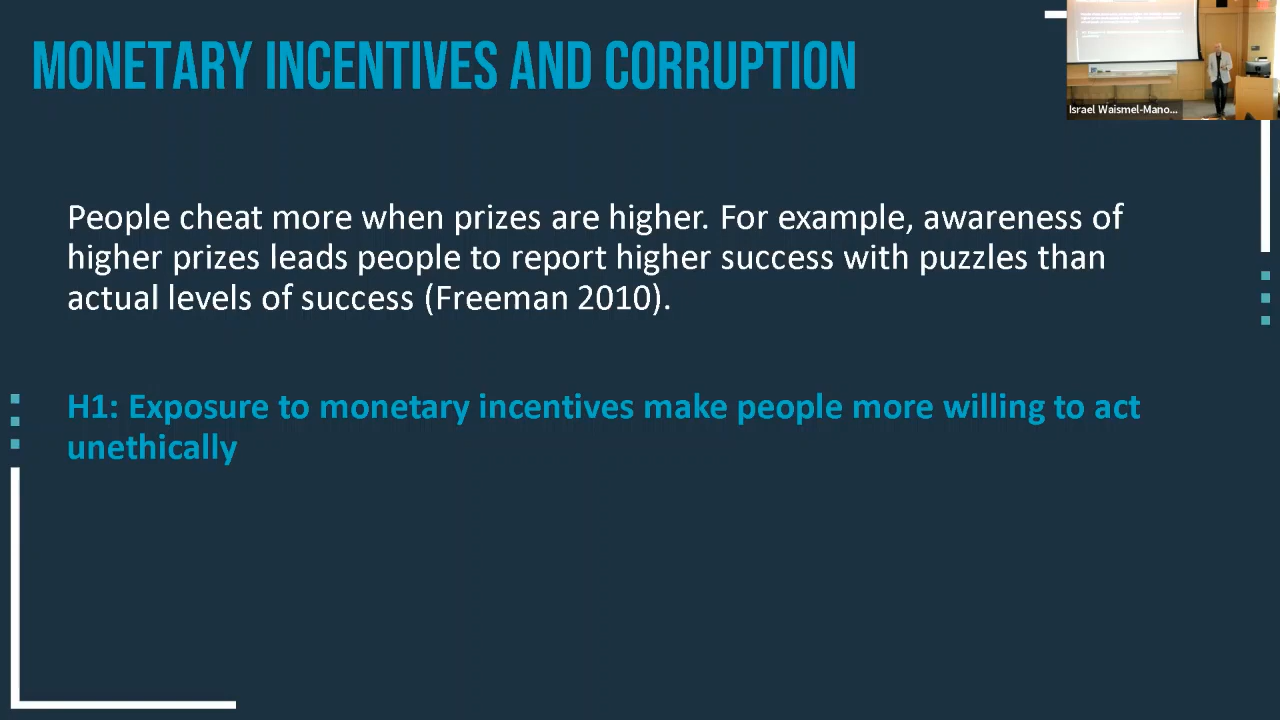 MONETARY INCENTIVES AND CORRUPTION
Israel Waismel-Mano...
People cheat more when prizes are higher. For example, awareness of
higher prizes leads people to report higher success with puzzles than
actual levels of success (Freeman 2010).
H1: Exposure to monetary incentives make people more willing to act
unethically